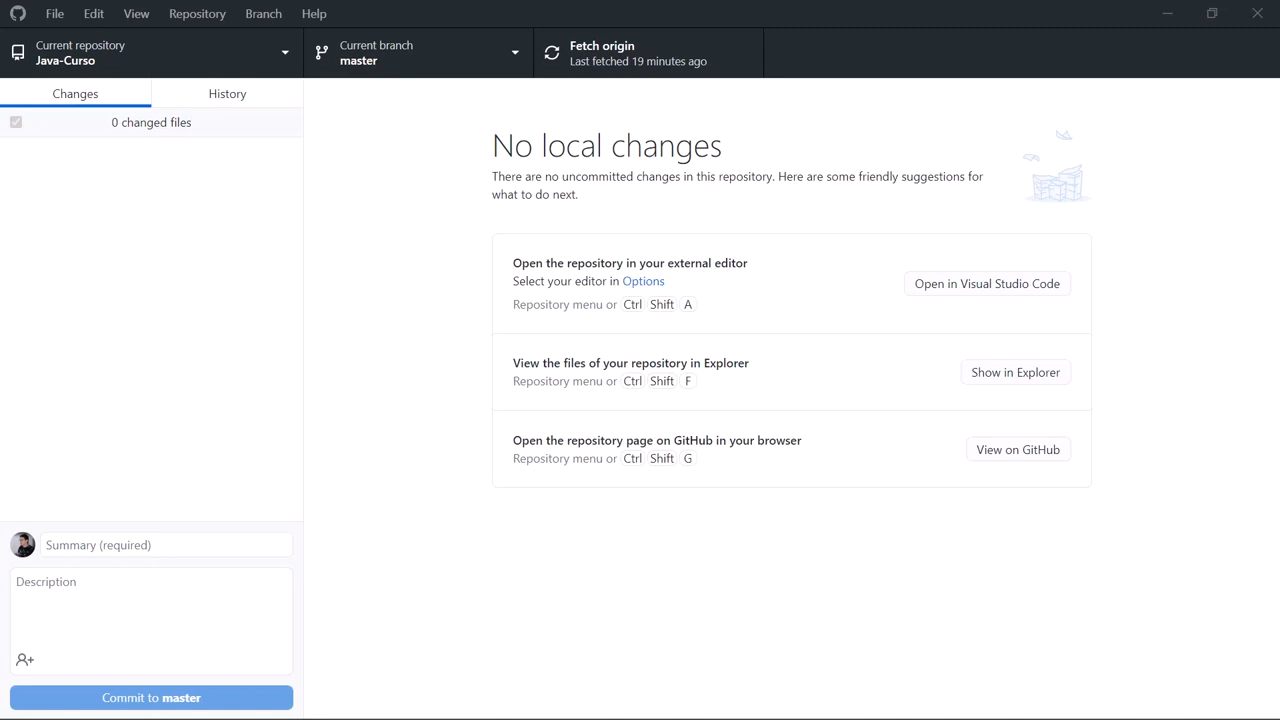 File Edit View Repository Branch Help
Current repository
Java-Curso
Current branch
master
Fetch origin
Last fetched 19 minutes ago
Changes
History
0 changed files
No local changes
There are no uncommitted changes in this repository. Here are some friendly suggestions for
what to do next.
Open the repository in your external editor
Select your editor in Options
Repository menu or Ctrl Shift A
Open in Visual Studio Code
View the files of your repository in Explorer
Repository menu or Ctrl Shift F
Show in Explorer
Open the repository page on GitHub in your browser
Repository menu or Ctrl Shift G
View on GitHub
Summary (required)
Description
Commit to master